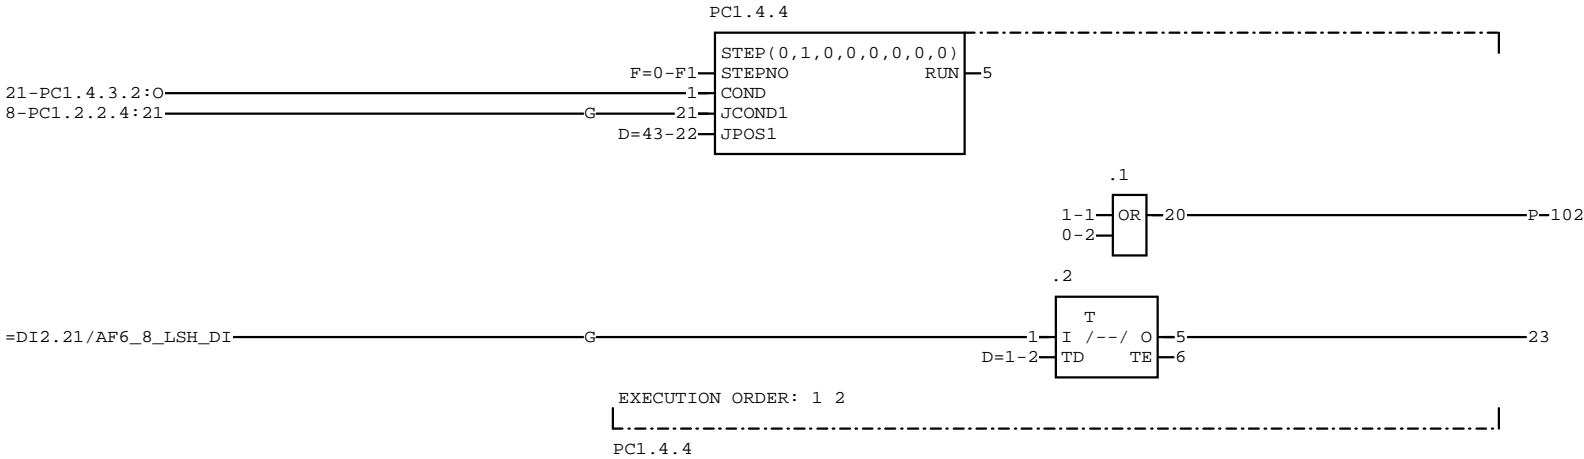 PC1.4.4
STEP(0,1,0,0,0,0,0,0)
F=0-F1 STEPNO RUN 5
21-PC1.4.3.2:O 1 COND
8-PC1.2.2.4:21 G 21 JCOND1
D=43-22 JPOS1
.1
1-1 OR 20 P-102
0-2
.2
T
=DI2.21/AF6_8_LSH_DI G 1 I /--/ O 5 23
D=1-2 TD TE 6
EXECUTION ORDER: 1 2
PC1.4.4